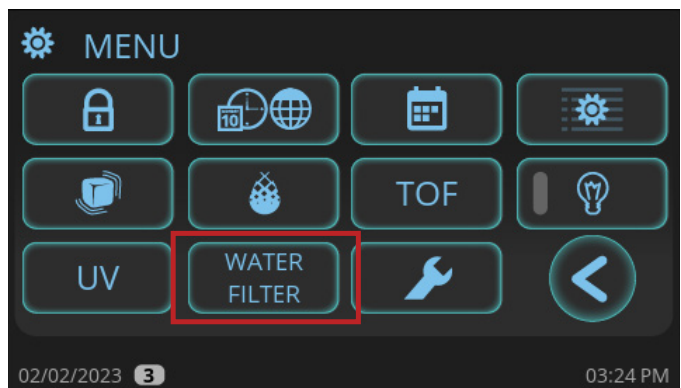 MENU
10
TOF
UV
WATER
FILTER
02/02/2023 3
03:24 PM